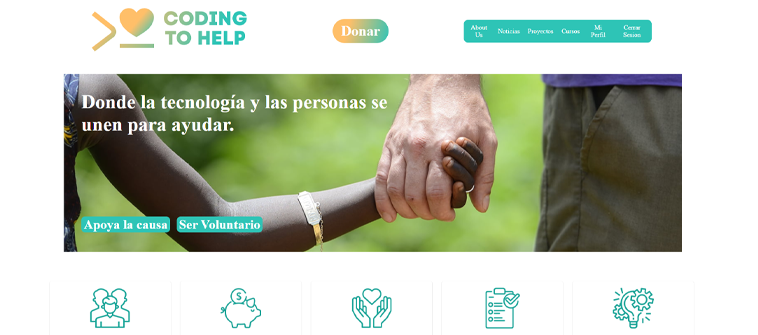 CODING
TO HELP
Donar
About
Us
Noticias
Proyectos
Cursos
Mi
Perfil
Cerrar
Sesion
Donde la tecnología y las personas se
unen para ayudar.
Apoya la causa
Ser Voluntario